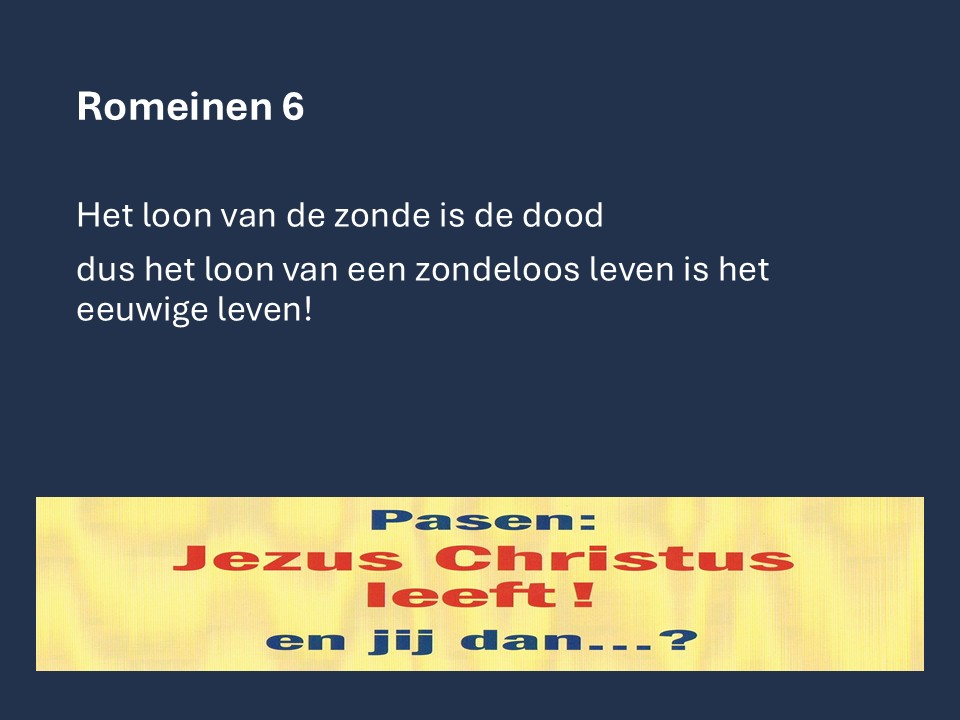 Romeinen 6
Het loon van de zonde is de dood
dus het loon van een zondeloos leven is het
eeuwige leven!
Pasen:
Jezus Christus
leeft !
en jij dan...?